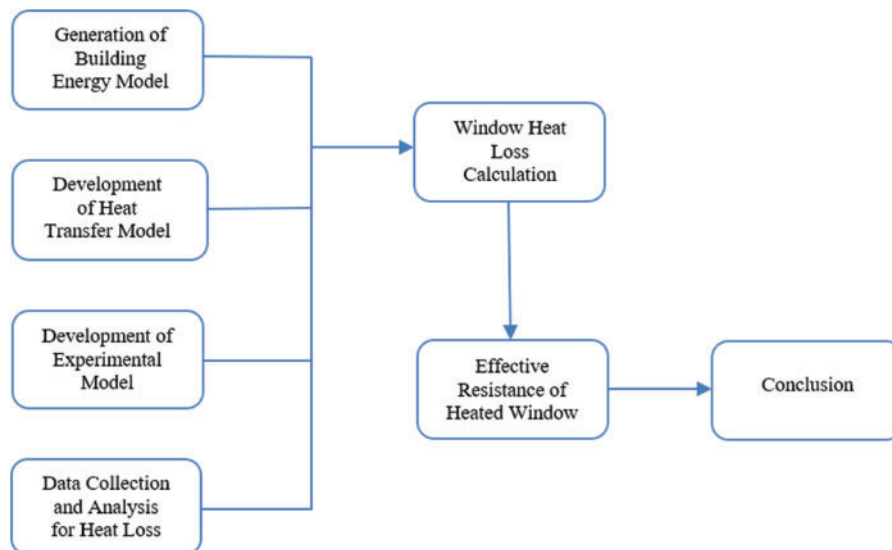 Generation of
Building
Energy Model
Development
of Heat
Transfer Model
Development of
Experimental
Model
Data Collection
and Analysis
for Heat Loss
Window Heat
Loss
Calculation
Effective
Resistance of
Heated Window
Conclusion